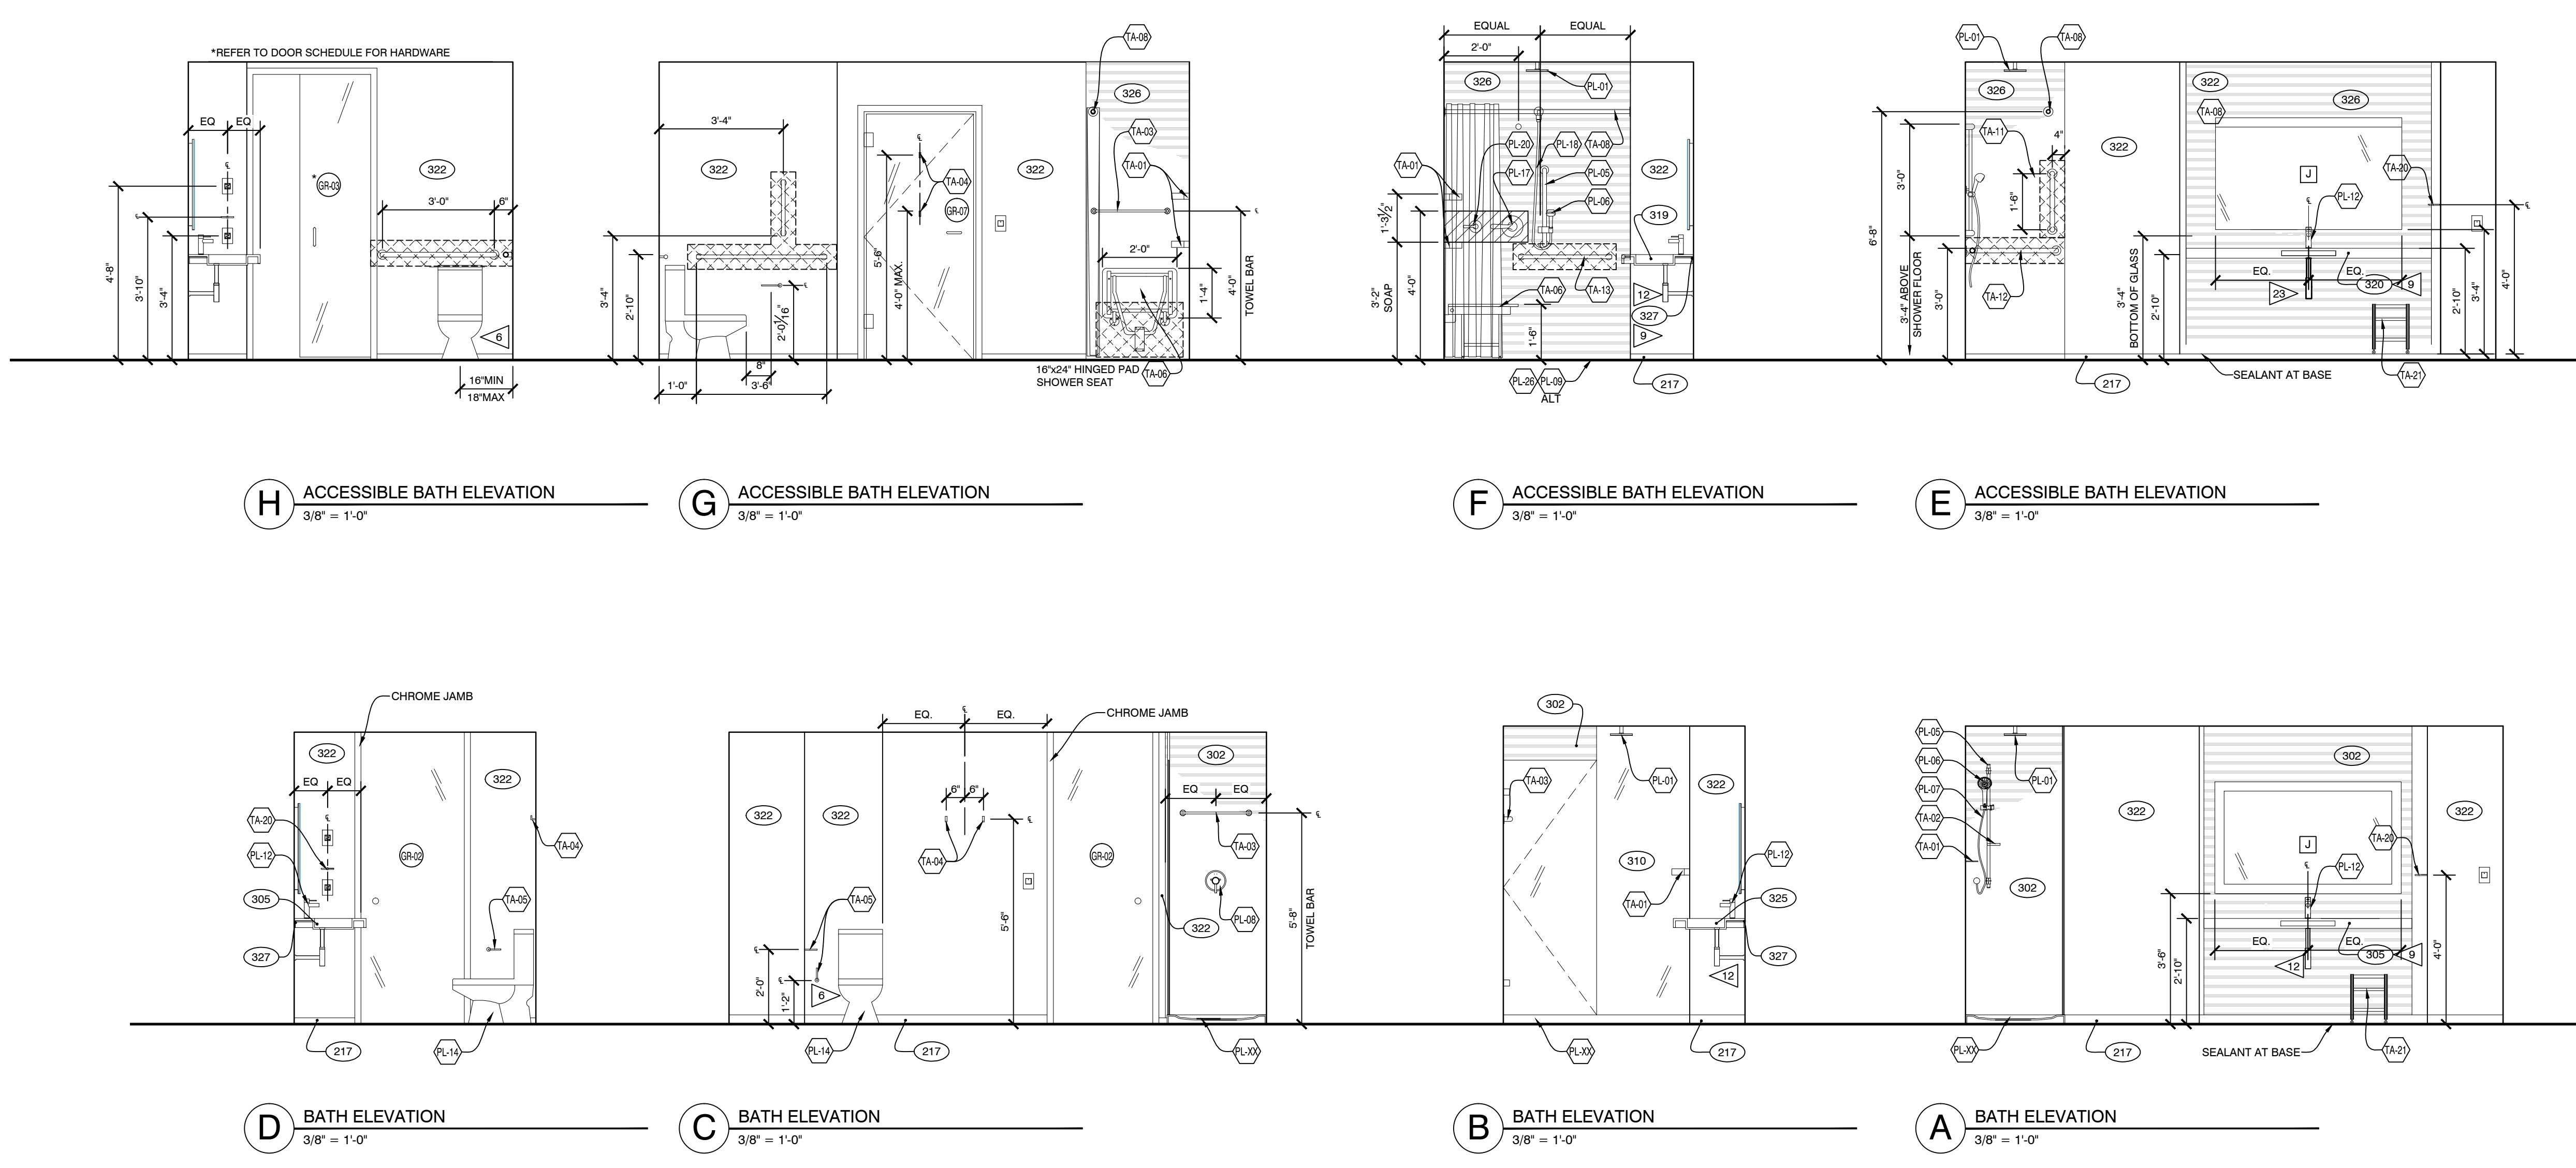 *REFER TO DOOR SCHEDULE FOR HARDWARE
EQ
EQ
*
GR-03
322
3'-0"
6"
4'-8"
3'-10"
3'-4"
6
16"MIN
18"MAX
H
ACCESSIBLE BATH ELEVATION
3/8" = 1'-0"
TA-08
326
3'-4"
TA-03
322
322
TA-01
TA-04
GR-07
5'-6"
4'-0" MAX.
2'-0"
1'-4"
4'-0"
TOWEL BAR
3'-4"
2'-10"
8"
1'-0"
3'-6"
16"x24" HINGED PAD
SHOWER SEAT
TA-06
G
ACCESSIBLE BATH ELEVATION
3/8" = 1'-0"
EQUAL
EQUAL
2'-0"
326
PL-01
PL-20
PL-18
TA-08
TA-01
PL-17
PL-05
322
PL-06
319
1'-3½"
3'-2"
SOAP
4'-0"
TA-06
TA-13
12
327
9
1'-6"
PL-26
PL-09
ALT
217
F
ACCESSIBLE BATH ELEVATION
3/8" = 1'-0"
PL-01
TA-08
326
322
326
TA-08
TA-11
4"
322
J
TA-20
PL-12
6'-8"
3'-0"
1'-6"
3'-4" ABOVE
SHOWER FLOOR
3'-0"
TA-12
3'-4"
BOTTOM OF GLASS
2'-10"
EQ.
EQ.
23
320
9
2'-10"
3'-4"
4'-0"
217
SEALANT AT BASE
TA-21
E
ACCESSIBLE BATH ELEVATION
3/8" = 1'-0"
CHROME JAMB
322
322
EQ
EQ
TA-20
TA-04
PL-12
GR-02
305
TA-05
327
217
PL-14
D
BATH ELEVATION
3/8" = 1'-0"
EQ.
EQ.
CHROME JAMB
302
6"
6"
EQ
EQ
322
322
TA-04
GR-02
TA-03
TA-05
PL-08
322
5'-6"
5'-8"
TOWEL BAR
2'-0"
1'-2"
6
PL-14
217
PL-XX
C
BATH ELEVATION
3/8" = 1'-0"
302
TA-03
PL-01
322
310
PL-12
TA-01
325
327
12
PL-XX
217
B
BATH ELEVATION
3/8" = 1'-0"
PL-05
PL-06
PL-01
PL-07
TA-02
TA-01
302
302
322
322
J
TA-20
PL-12
EQ.
EQ.
305
9
12
3'-6"
2'-10"
4'-0"
PL-XX
217
SEALANT AT BASE
TA-21
A
BATH ELEVATION
3/8" = 1'-0"